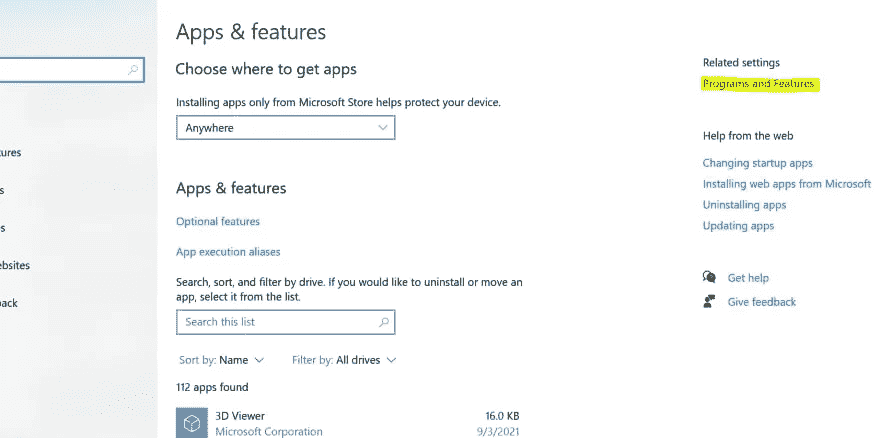 Apps & features
Choose where to get apps
Installing apps only from Microsoft Store helps protect your device.
Anywhere
Apps & features
Optional features
App execution aliases
Search, sort, and filter by drive. If you would like to uninstall or move an
app, select it from the list.
Search this list
Sort by: Name
Filter by: All drives
112 apps found
3D Viewer
16.0 KB
Microsoft Corporation
9/3/2021
Related settings
Programs and Features
Help from the web
Changing startup apps
Installing web apps from Microsoft
Uninstalling apps
Updating apps
Get help
Give feedback